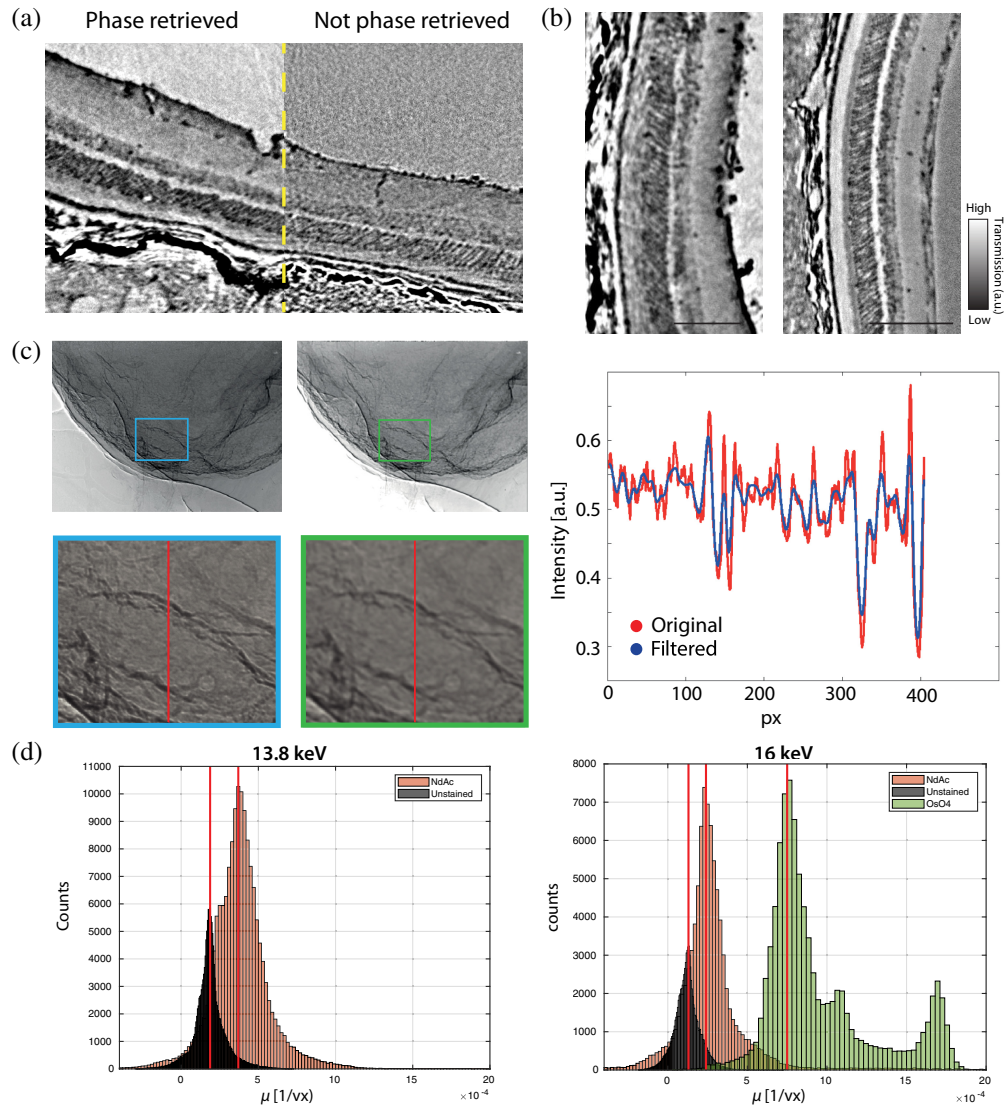 (a)
Phase retrieved
Not phase retrieved
(b)
High
Transmission (a.u.)
Low
(c)
Intensity [a.u.]
0.6
0.5
0.4
0.3
Original
Filtered
0
100
200
300
400
px
(d)
13.8 keV
11000
10000
9000
8000
7000
6000
5000
4000
3000
2000
1000
0
Counts
NdAc
Unstained
0
5
10
15
20
μ [1/vx]
×10⁻⁴
16 keV
8000
7000
6000
5000
4000
3000
2000
1000
0
counts
NdAc
Unstained
OsO4
0
5
10
15
20
μ [1/vx]
×10⁻⁴